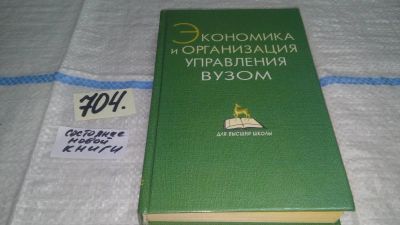 ЭКОНОМИКА
И ОРГАНИЗАЦИЯ
УПРАВЛЕНИЯ
ВУЗОМ
ДЛЯ ВЫСШЕЙ ШКОЛЫ
704.
СОСТОЯНИЕ
НОВОЙ
КНИГИ